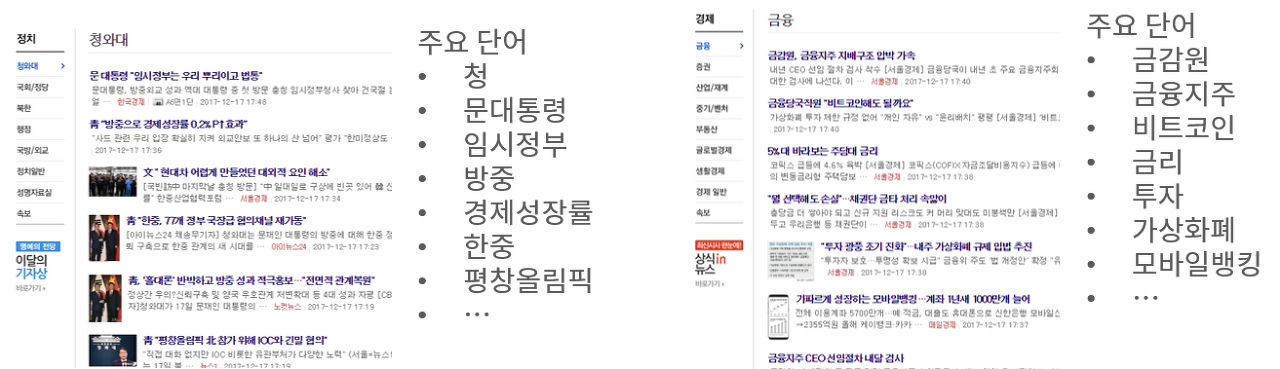 정치
청와대
국회/정당
북한
행정
국방/외교
정치일반
성명자료실
속보
명예의 전당
이달의
기자상
바로가기
청와대
문 대통령 "임시정부는 우리 뿌리이고 법통"
문대통령, 방중외교 성과 역대 대통령 중 첫 방문 충칭 임시정부청사 찾아 건국절 논
얼 … 한국경제 A6면1단 2017-12-17 17:48
靑 "방중으로 경제성장률 0.2%P↑효과"
"사드 관련 우리 입장 확실히 지켜 외교안보 또 하나의 산 넘어" 평가 "한미정상도
2017-12-17 17:36
文 " 현대차 어렵게 만들었던 대외적 요인 해소"
[국빈訪中 마지막날 충칭 방문] "中 일대일로 구상에 빈곳 있어 韓 신
를" 한중산업협력포럼 … 서울경제 2017-12-17 17:34
靑 "한중, 77개 정부 국장급 협의채널 재가동"
[아이뉴스24 채송무기자] 청와대는 문재인 대통령의 방중에 대해 한중 정
뢰 구축으로 한중 관계의 새 시대를 … 아이뉴스24 2017-12-17 17:23
靑, '홀대론' 반박하고 방중 성과 적극홍보…"전면적 관계복원"
정상간 우의?신뢰구축 및 양국 우호관계 저변확대 등 4대 성과 자평 [CB
자]청와대가 17일 문재인 대통령의 … 노컷뉴스 2017-12-17 17:19
靑 "평창올림픽 北 참가 위해 IOC와 긴밀 협의"
"직접 대화 없지만 IOC 비롯한 유관부처가 다양한 노력" (서울=뉴스1
는 17일 북 … 뉴스1 2017-12-17 17:19
주요 단어
• 청
• 문대통령
• 임시정부
• 방중
• 경제성장률
• 한중
• 평창올림픽
• …
경제
금융
증권
산업/재계
중기/벤처
부동산
글로벌경제
생활경제
경제 일반
속보
최신시사 한눈에!
상식in
뉴스
바로가기
금융
금감원, 금융지주 지배구조 압박 가속
내년 CEO 선임 절차 검사 착수 [서울경제] 금융당국이 내년 초 주요 금융지주회
대한 검사에 나선다. 이 … 서울경제 2017-12-17 17:40
금융당국직원 "비트코인해도 될까요"
가상화폐 투자 제한 규정 없어 "개인 자유" vs "윤리배치" 팽팽 [서울경제] '비트
2017-12-17 17:40
5%대 바라보는 주담대 금리
코픽스 급등에 4.6% 육박 [서울경제] 코픽스(COFIX자금조달비용지수) 급등에
의 변동금리형 주택담보 … 서울경제 2017-12-17 17:38
"뭘 선택해도 손실"…채권단 금타 처리 속앓이
충당금 더 쌓아야 되고 신규 지원 리스크도 커 머리 맞대도 미봉책만 [서울경제]
두고 우리은행 등 채권단이 … 서울경제 2017-12-17 17:38
"투자 광풍 조기 진화"…내주 가상화폐 규제 입법 추진
"투자자 보호…투명성 확보 시급" 금융위 주도 '법 개정안' 확정 "유
서울경제 2017-12-17 17:38
가파르게 성장하는 모바일뱅킹…계좌 1년새 1000만개 늘어
전체 이용계좌 5700만개…예·적금, 대출도 휴대폰으로 신한은행 모바일신
→2355억원 올해 케이뱅크·카카 … 매일경제 2017-12-17 17:37
금융지주 CEO 선임절차 내달 검사
주요 단어
• 금감원
• 금융지주
• 비트코인
• 금리
• 투자
• 가상화폐
• 모바일뱅킹
• …